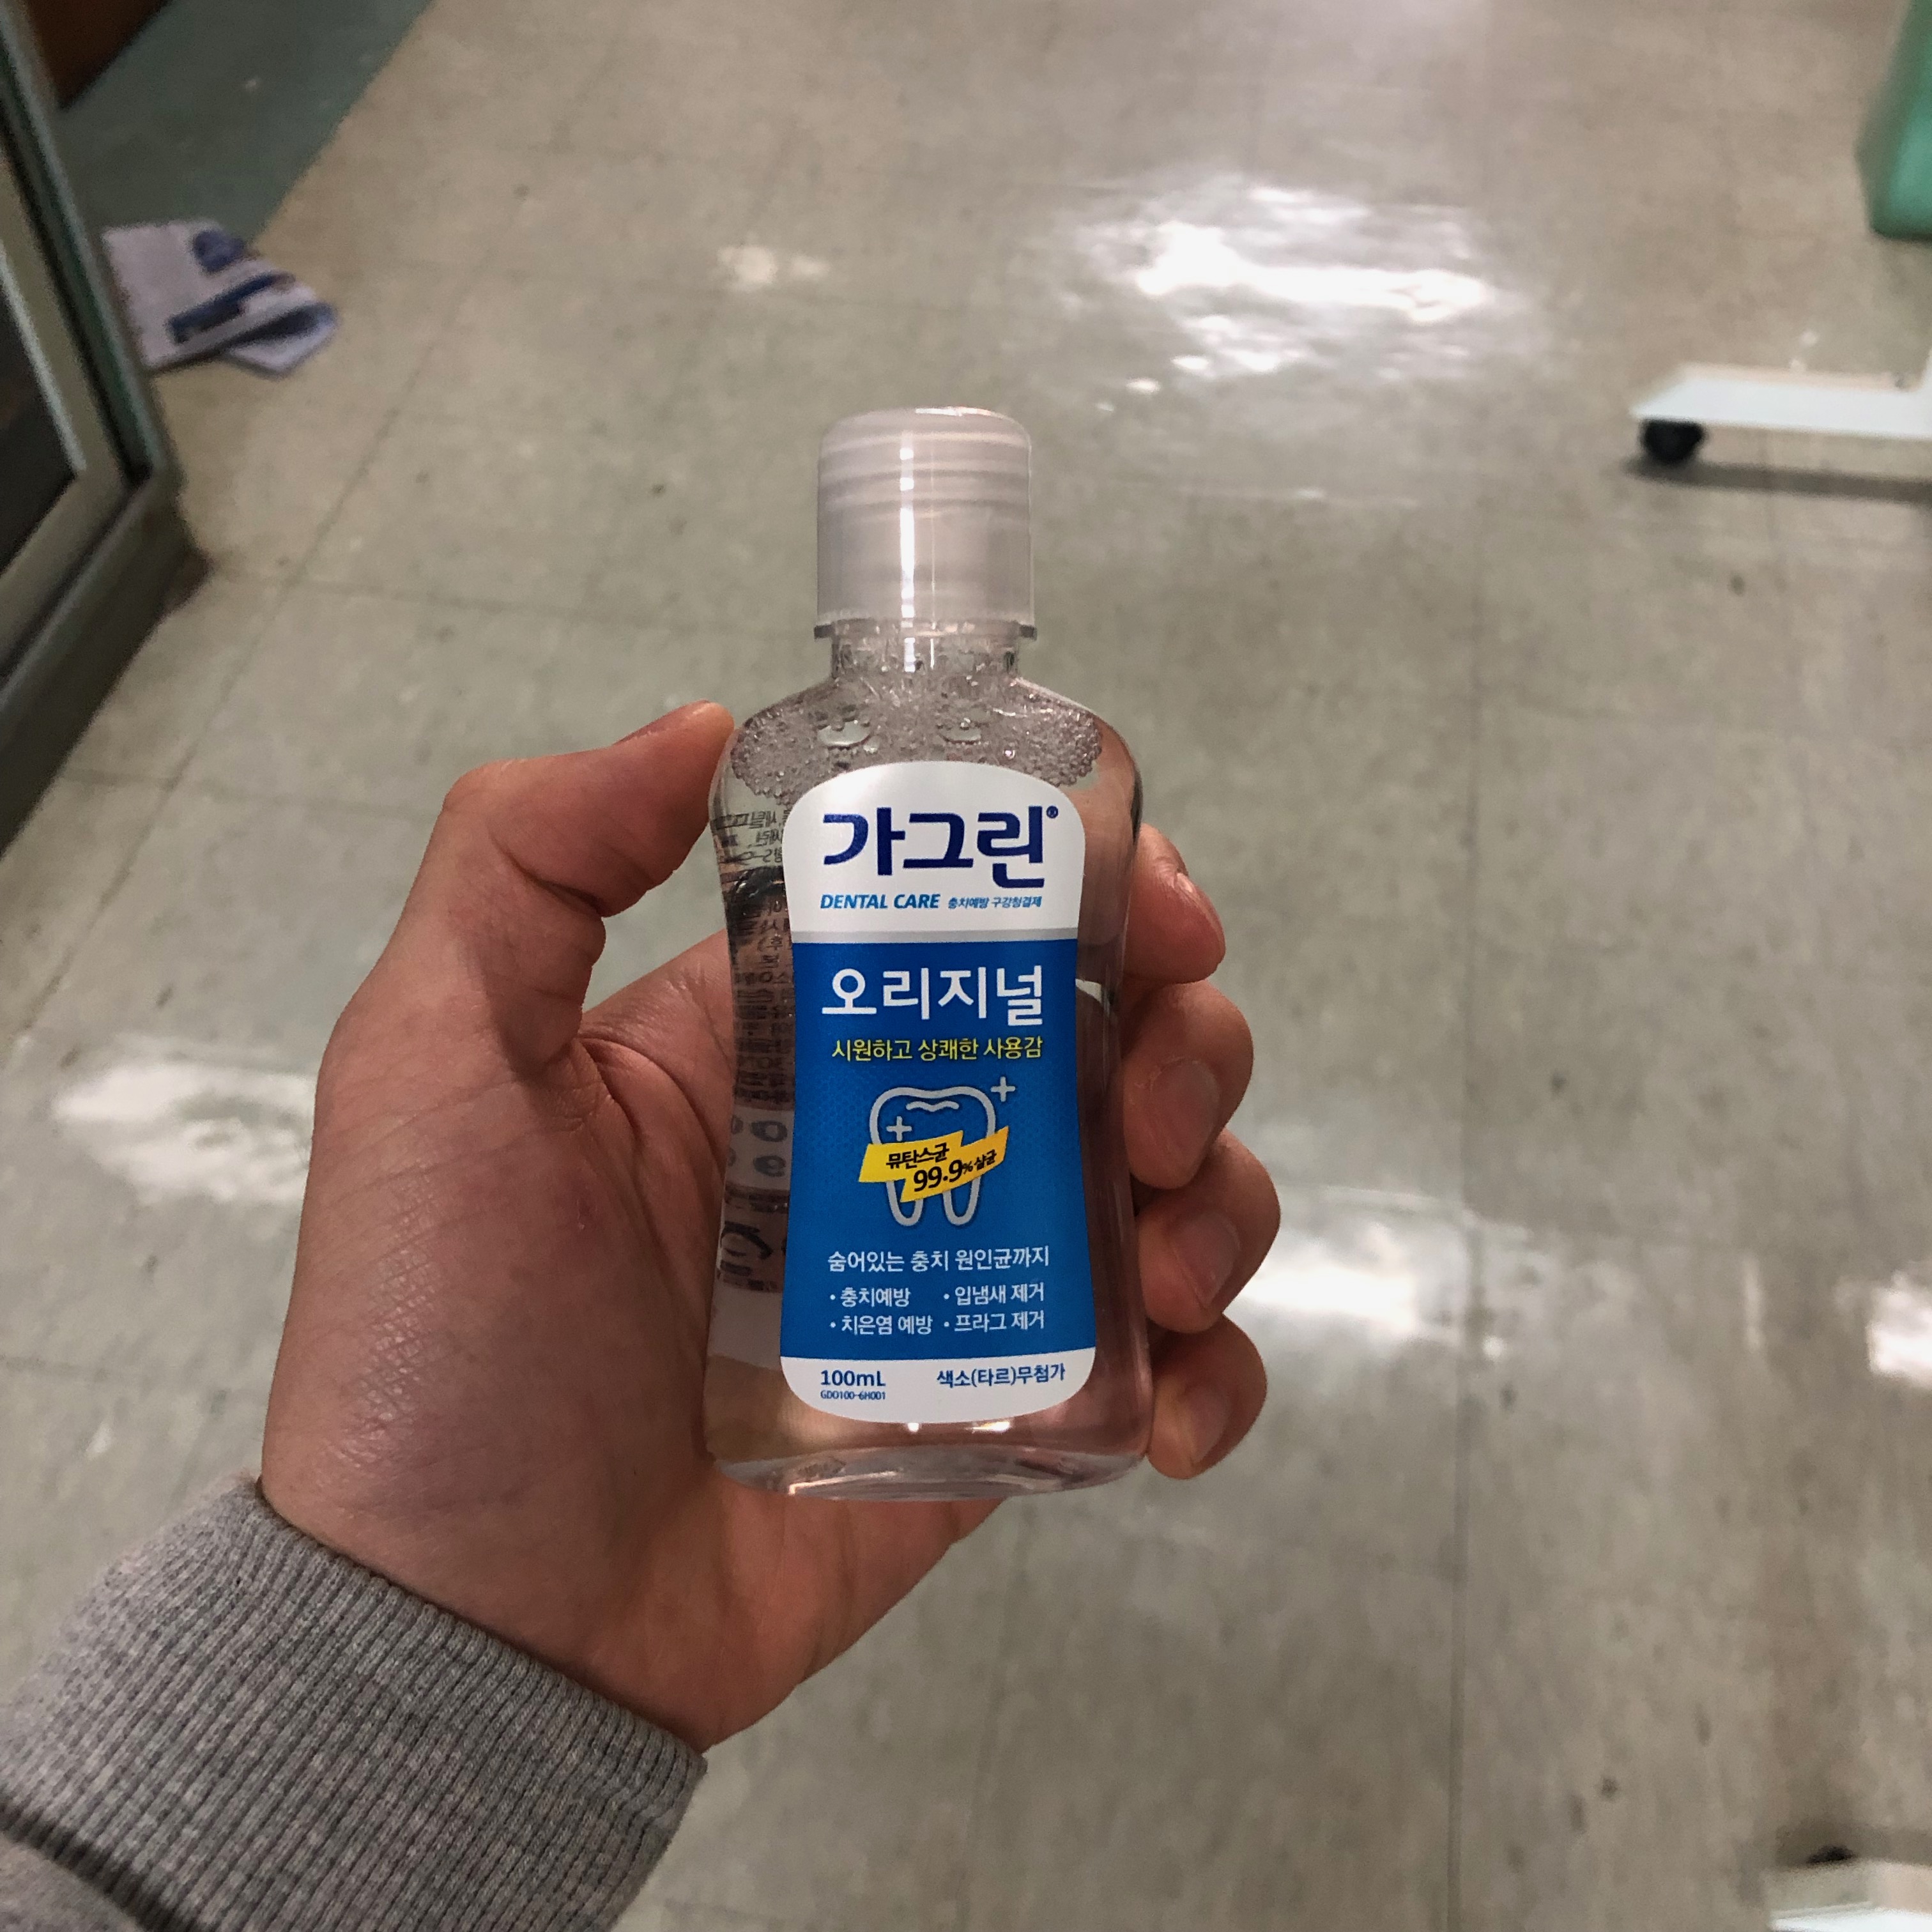 가그린®
DENTAL CARE 충치예방 구강청결제
오리지널
시원하고 상쾌한 사용감
뮤탄스균
99.9% 살균
숨어있는 충치 원인균까지
• 충치예방 • 입냄새 제거
• 치은염 예방 • 프라그 제거
100mL 색소(타르)무첨가
GDO100-6H001